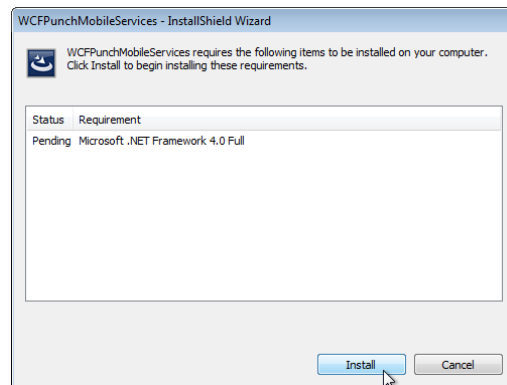 WCFPunchMobileServices - InstallShield Wizard
WCFPunchMobileServices requires the following items to be installed on your computer.
Click Install to begin installing these requirements.
Status Requirement
Pending Microsoft .NET Framework 4.0 Full
Install Cancel